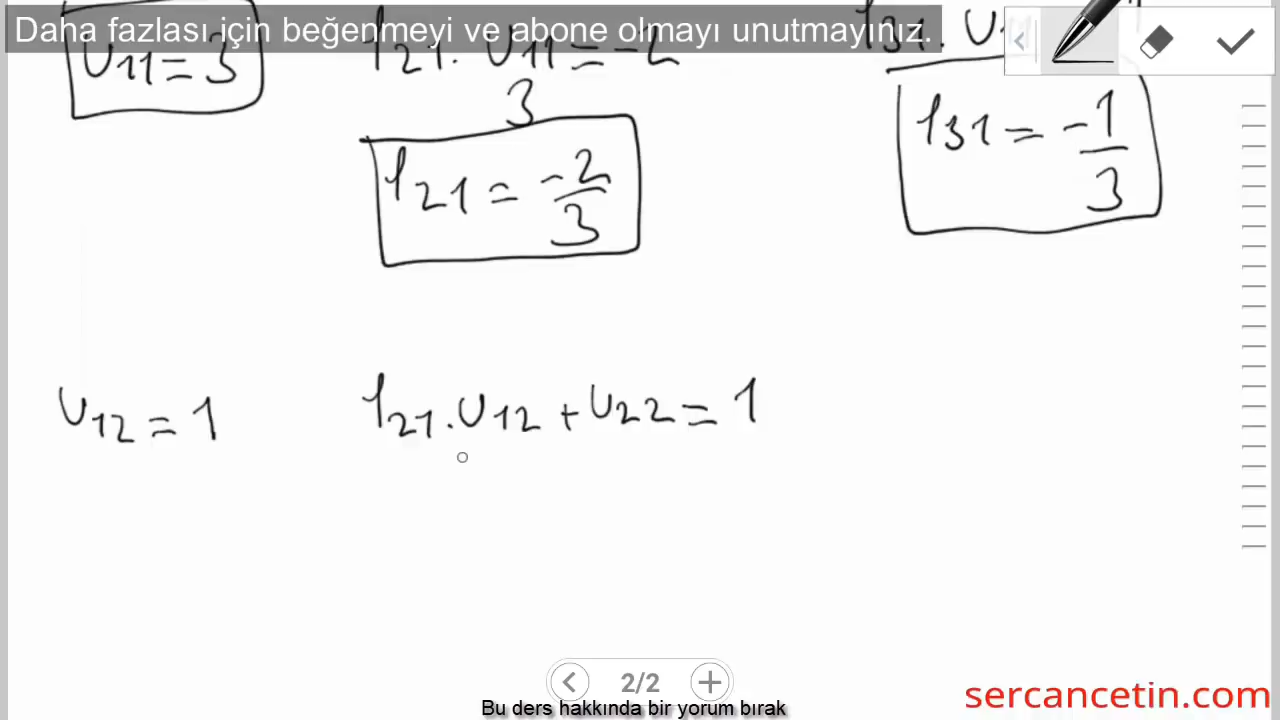 Daha fazlası için beğenmeyi ve abone olmayı unutmayınız.
U11 = 3
l21 . U11 = -2
3
l21 = -2/3
l31 . U
l31 = -1/3
U12 = 1
l21 . U12 + U22 = 1
2/2
sercancetin.com
Bu ders hakkında bir yorum bırak